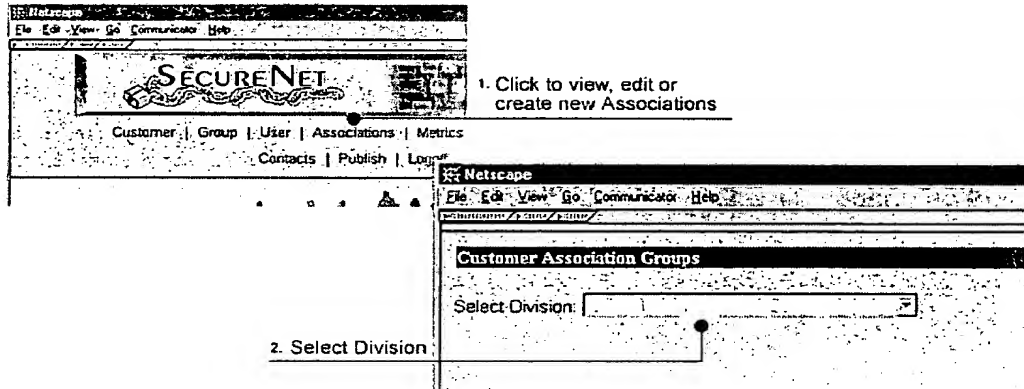 Netscape
File Edit View Go Communicator Help
SECURENET
1. Click to view, edit or
create new Associations
Customer | Group | User | Associations | Metrics
Contacts | Publish | Logoff
Netscape
File Edit View Go Communicator Help
Customer Association Groups
Select Division:
2. Select Division